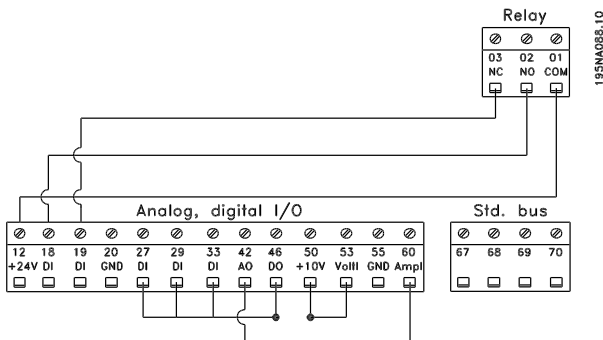 Relay
03 02 01
NC NO COM
195NA088.10
Analog, digital I/O
12 18 19 20 27 29 33 42 46 50 53 55 60
+24V DI DI GND DI DI DI AO DO +10V Volll GND Ampl
Std. bus
67 68 69 70